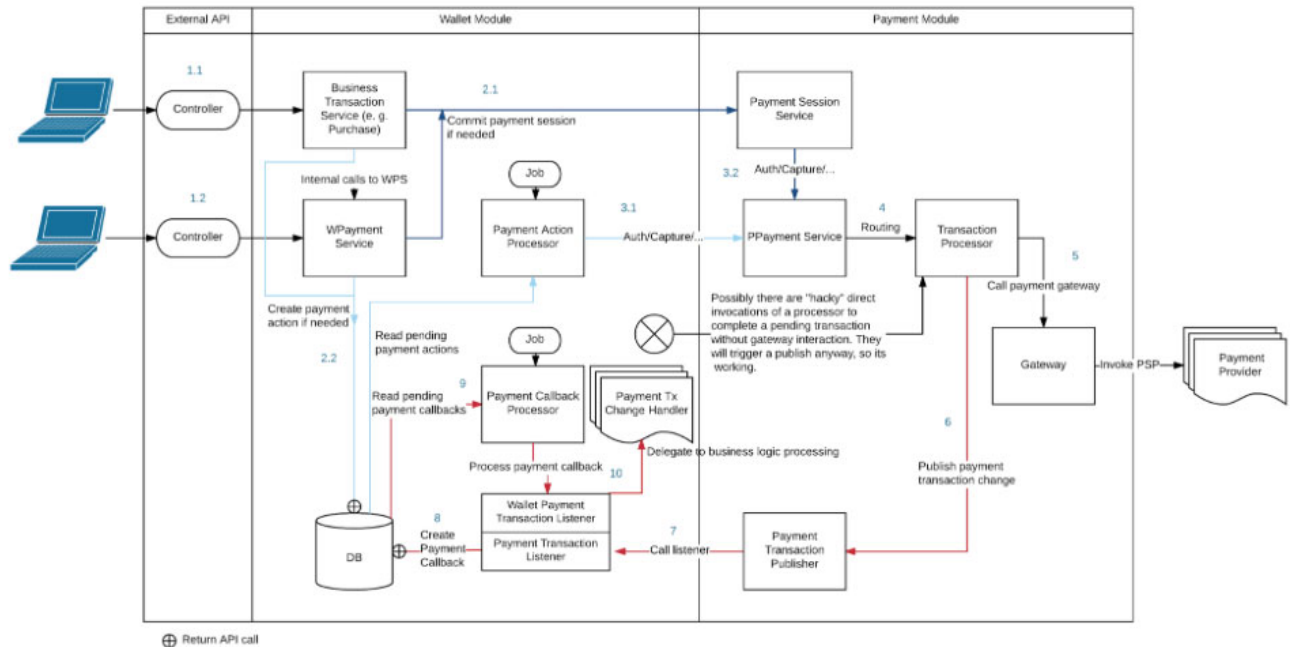 External API
Wallet Module
Payment Module
1.1
Controller
Business
Transaction
Service (e. g.
Purchase)
2.1
Commit payment session
if needed
Payment Session
Service
Internal calls to WPS
Job
3.2
Auth/Capture/...
1.2
Controller
WPayment
Service
Payment Action
Processor
3.1
Auth/Capture/...
PPayment Service
4
Routing
Transaction
Processor
5
Call payment gateway
Create payment
action if needed
2.2
Read pending
payment actions
Possibly there are "hacky" direct
invocations of a processor to
complete a pending transaction
without gateway interaction. They
will trigger a publish anyway, so its
working.
Job
Gateway
Invoke PSP
Payment
Provider
9
Read pending
payment callbacks
Payment Callback
Processor
Payment Tx
Change Handler
6
Delegate to business logic processing
Process payment callback
10
Publish payment
transaction change
Wallet Payment
Transaction Listener
Payment Transaction
Listener
8
Create
Payment
Callback
DB
7
Call listener
Payment
Transaction
Publisher
Return API call